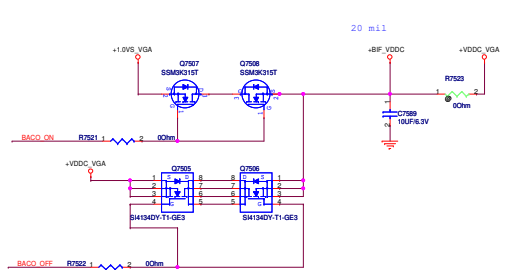 20 mil
+1.0VS_VGA
Q7507
SSM3K315T
Q7508
SSM3K315T
+BIF_VDDC
+VDDC_VGA
R7523
1
2
@
0Ohm
C7589
10UF/6.3V
1
2
BACO_ON
R7521
1
2
0Ohm
+VDDC_VGA
Q7505
Q7506
1
2
3
4
S
D
G
8
7
6
5
8
7
6
5
D
S
G
1
2
3
4
SI4134DY-T1-GE3
SI4134DY-T1-GE3
BACO_OFF
R7522
1
2
0Ohm